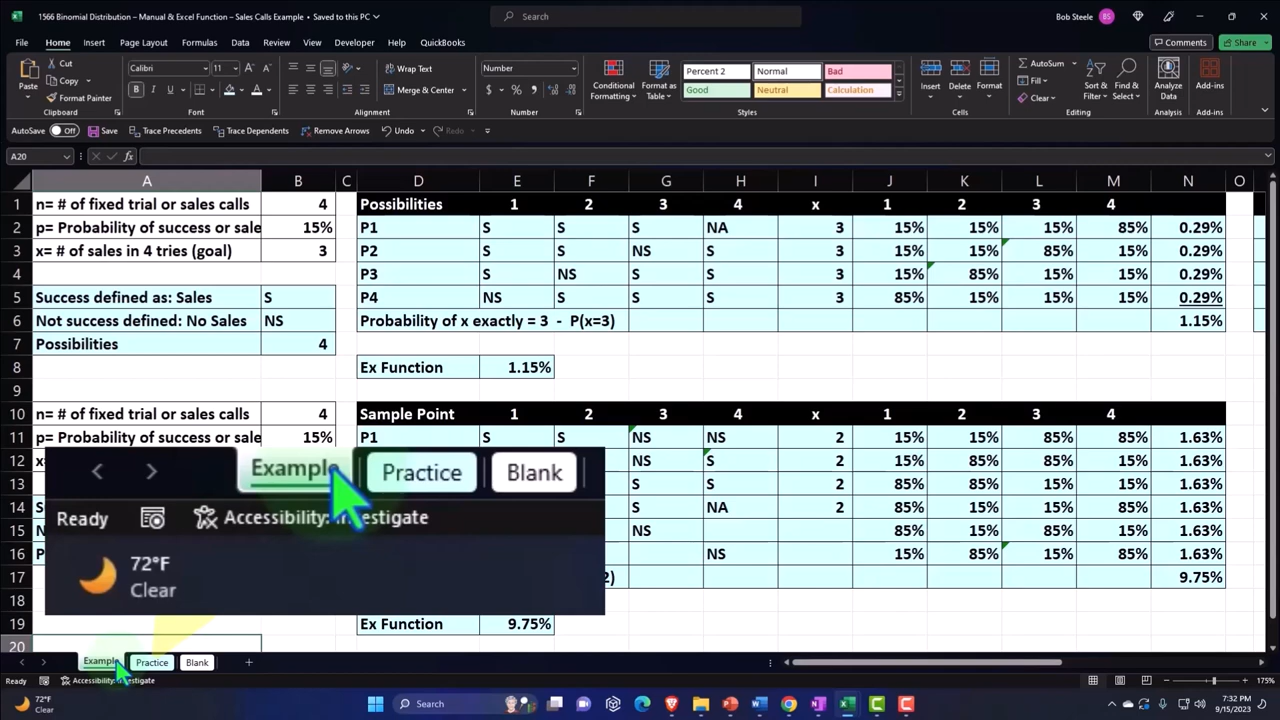 1566 Binomial Distribution – Manual & Excel Function – Sales Calls Example • Saved to this PC
Search
Bob Steele BS
File Home Insert Page Layout Formulas Data Review View Developer Help QuickBooks
Comments Share
Paste Cut Copy Format Painter
Clipboard
Calibri 11
B I U
Font
Wrap Text
Merge & Center
Alignment
Number
$ % ,
Number
Conditional Formatting Format as Table
Percent 2 Normal Bad
Good Neutral Calculation
Styles
Insert Delete Format
Cells
AutoSum Fill Clear
Sort & Filter Find & Select
Editing
Analyze Data
Analysis
Add-ins
Add-ins
AutoSave Off Save Trace Precedents Trace Dependents Remove Arrows Undo Redo
A20 fx
A B C D E F G H I J K L M N O
1 n= # of fixed trial or sales calls 4 Possibilities 1 2 3 4 x 1 2 3 4
2 p= Probability of success or sale 15% P1 S S S NA 3 15% 15% 15% 85% 0.29%
3 x= # of sales in 4 tries (goal) 3 P2 S S NS S 3 15% 15% 85% 15% 0.29%
4 P3 S NS S S 3 15% 85% 15% 15% 0.29%
5 Success defined as: Sales S P4 NS S S S 3 85% 15% 15% 15% 0.29%
6 Not success defined: No Sales NS Probability of x exactly = 3 - P(x=3) 1.15%
7 Possibilities 4
8 Ex Function 1.15%
9
10 n= # of fixed trial or sales calls 4 Sample Point 1 2 3 4 x 1 2 3 4
11 p= Probability of success or sale 15% P1 S S NS NS 2 15% 15% 85% 85% 1.63%
12 x NS S 2 15% 85% 85% 15% 1.63%
13 S S 2 85% 85% 15% 15% 1.63%
14 S S NA 2 85% 15% 15% 85% 1.63%
15 N NS 85% 15% 85% 15% 1.63%
16 P NS 15% 85% 15% 85% 1.63%
17 2) 9.75%
18
19 Ex Function 9.75%
20
Example Practice Blank
Ready Accessibility: Investigate
72°F
Clear
Example Practice Blank +
Ready Accessibility: Investigate
175%
72°F
Clear
Search
7:32 PM
9/15/2023